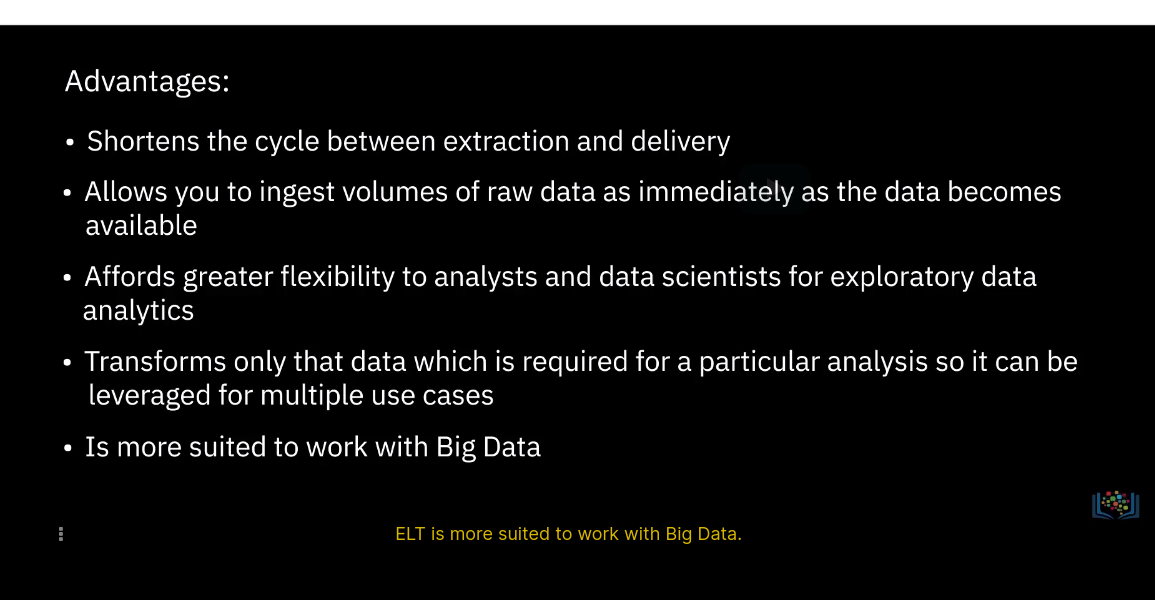 Advantages:
• Shortens the cycle between extraction and delivery
• Allows you to ingest volumes of raw data as immediately as the data becomes
available
• Affords greater flexibility to analysts and data scientists for exploratory data
analytics
• Transforms only that data which is required for a particular analysis so it can be
leveraged for multiple use cases
• Is more suited to work with Big Data
ELT is more suited to work with Big Data.